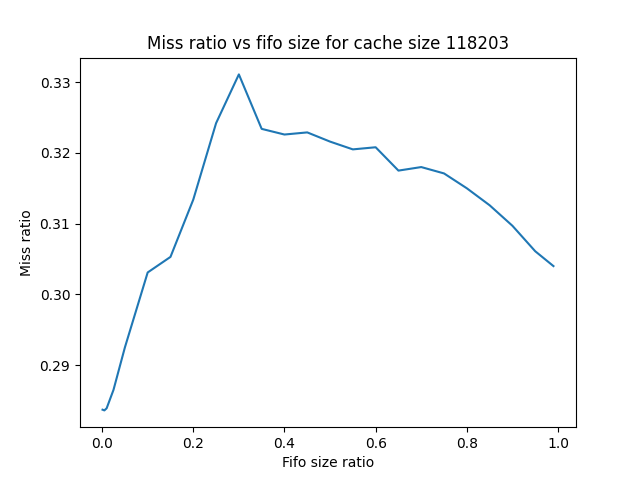 Miss ratio vs fifo size for cache size 118203
Miss ratio
0.33
0.32
0.31
0.30
0.29
0.0 0.2 0.4 0.6 0.8 1.0
Fifo size ratio